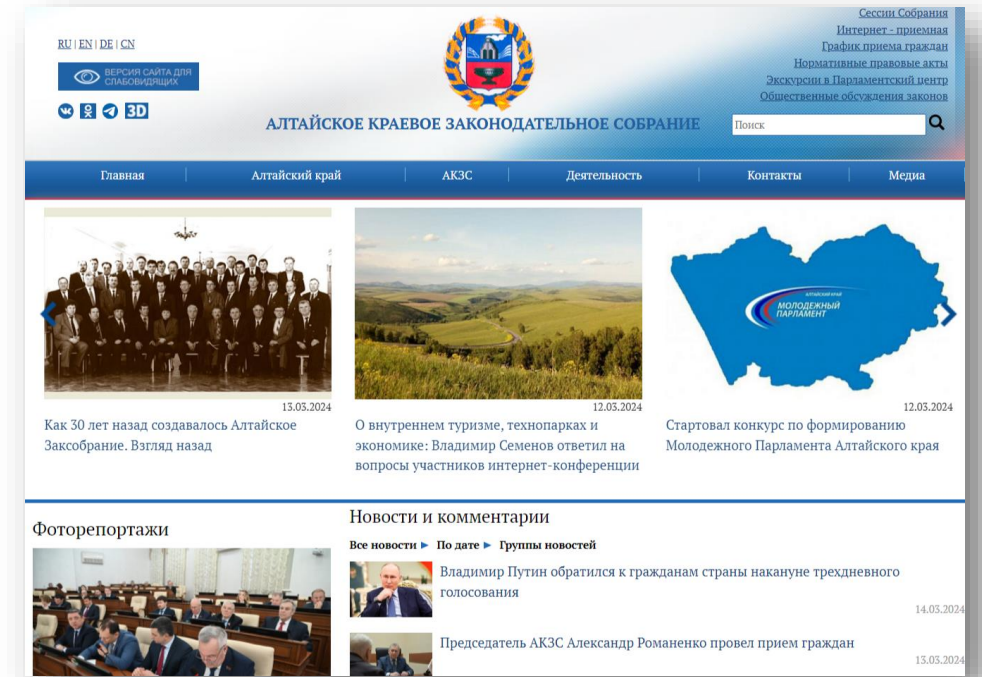 RU | EN | DE | CN
ВЕРСИЯ САЙТА ДЛЯ
СЛАБОВИДЯЩИХ
3D
АЛТАЙСКОЕ КРАЕВОЕ ЗАКОНОДАТЕЛЬНОЕ СОБРАНИЕ
Сессии Собрания
Интернет - приемная
График приема граждан
Нормативные правовые акты
Экскурсии в Парламентский центр
Общественные обсуждения законов
Поиск
Главная
Алтайский край
АКЗС
Деятельность
Контакты
Медиа
13.03.2024
Как 30 лет назад создавалось Алтайское
Заксобрание. Взгляд назад
12.03.2024
О внутреннем туризме, технопарках и
экономике: Владимир Семенов ответил на
вопросы участников интернет-конференции
АЛТАЙСКИЙ КРАЙ
МОЛОДЕЖНЫЙ
ПАРЛАМЕНТ
12.03.2024
Стартовал конкурс по формированию
Молодежного Парламента Алтайского края
Фоторепортажи
Новости и комментарии
Все новости ► По дате ► Группы новостей
Владимир Путин обратился к гражданам страны накануне трехдневного
голосования
14.03.2024
Председатель АКЗС Александр Романенко провел прием граждан
13.03.2024